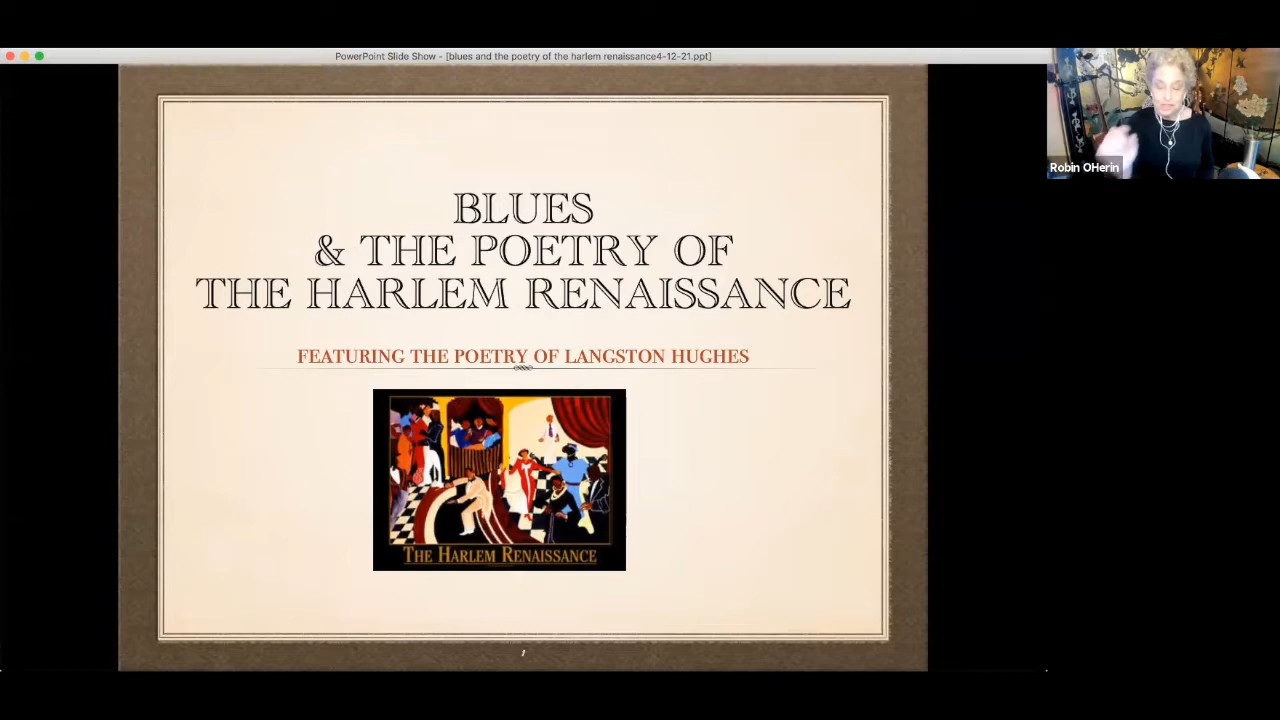 PowerPoint Slide Show - [blues and the poetry of the harlem renaissance4-12-21.ppt]
Robin OHerin
BLUES
& THE POETRY OF
THE HARLEM RENAISSANCE
FEATURING THE POETRY OF LANGSTON HUGHES
THE HARLEM RENAISSANCE
1